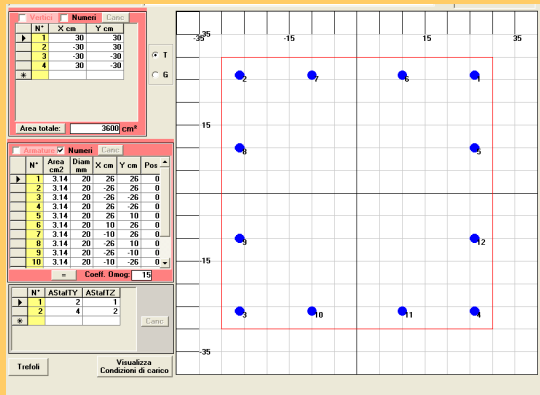 Vertici Numeri Canc
N° X cm Y cm
1 30 30
2 -30 30
3 -30 -30
4 30 -30
Area totale: 3600 cm²
T
G
Armature Numeri Canc
N° Area cm2 Diam mm X cm Y cm Pos
1 3.14 20 26 26 0
2 3.14 20 -26 26 0
3 3.14 20 -26 -26 0
4 3.14 20 26 -26 0
5 3.14 20 26 10 0
6 3.14 20 10 26 0
7 3.14 20 -10 26 0
8 3.14 20 -26 10 0
9 3.14 20 -26 -10 0
10 3.14 20 -10 -26 0
= Coeff. Omog: 15
N° AStafTY AStafTZ
1 2 1
2 4 2
Canc
Trefoli
Visualizza
Condizioni di carico
-35 35 -15 15 35
2 7 6 1
15
8 5
9 12
-15
3 10 11 4
-35